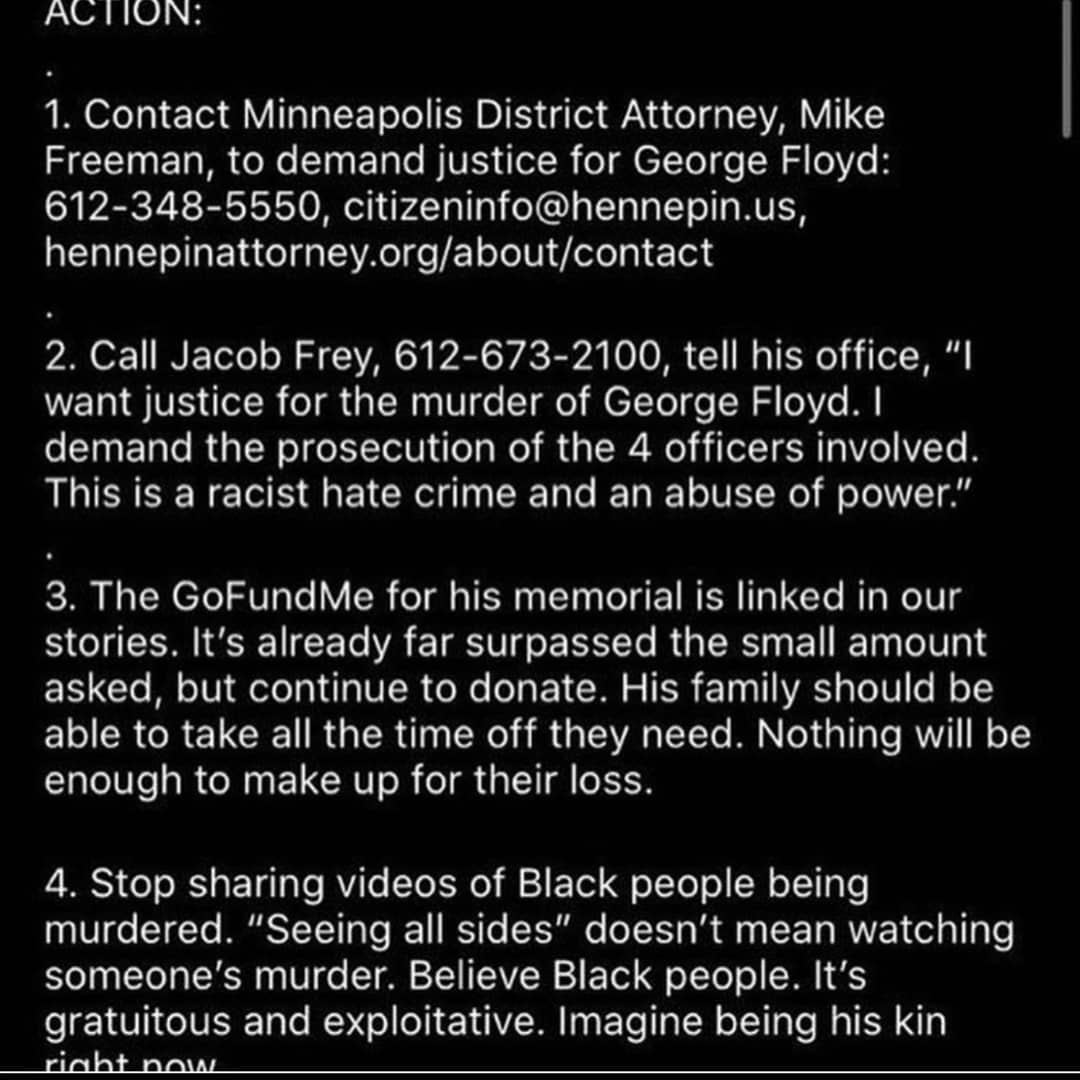 ACTION:
.
1. Contact Minneapolis District Attorney, Mike
Freeman, to demand justice for George Floyd:
612-348-5550, citizeninfo@hennepin.us,
hennepinattorney.org/about/contact
.
2. Call Jacob Frey, 612-673-2100, tell his office, “I
want justice for the murder of George Floyd. I
demand the prosecution of the 4 officers involved.
This is a racist hate crime and an abuse of power.”
.
3. The GoFundMe for his memorial is linked in our
stories. It’s already far surpassed the small amount
asked, but continue to donate. His family should be
able to take all the time off they need. Nothing will be
enough to make up for their loss.
4. Stop sharing videos of Black people being
murdered. “Seeing all sides” doesn’t mean watching
someone’s murder. Believe Black people. It’s
gratuitous and exploitative. Imagine being his kin
right now